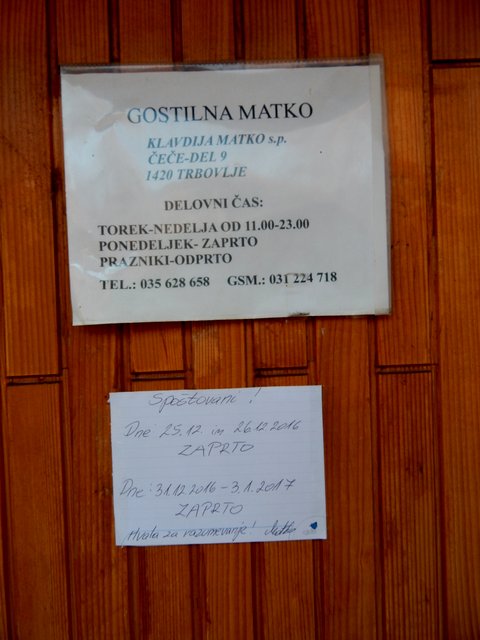 GOSTILNA MATKO
KLAVDIJA MATKO s.p.
ČEČE-DEL 9
1420 TRBOVLJE
DELOVNI ČAS:
TOREK-NEDELJA OD 11.00-23.00
PONEDELJEK- ZAPRTO
PRAZNIKI-ODPRTO
TEL.: 035 628 658 GSM.: 031 224 718
Spoštovani!
Dne: 25.12. in 26.12.2016
ZAPRTO
Dne: 31.12.2016 - 3.1.2017
ZAPRTO
Hvala za razumevanje! Matko